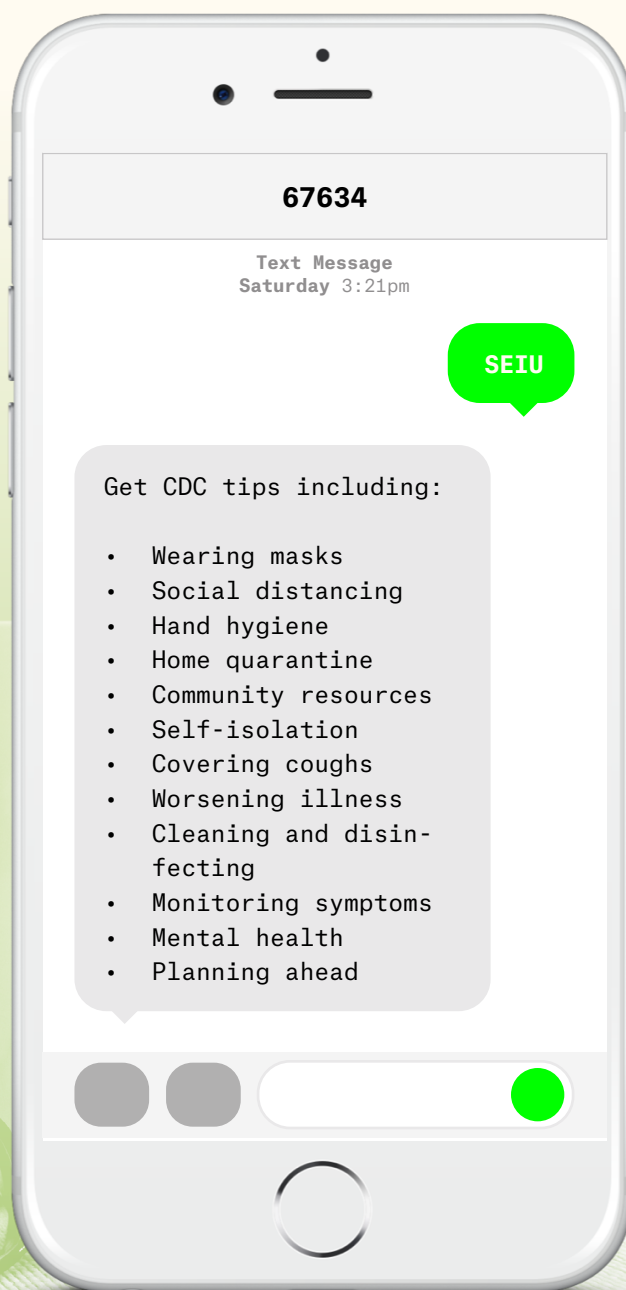 67634
Text Message
Saturday 3:21pm
SEIU
Get CDC tips including:
• Wearing masks
• Social distancing
• Hand hygiene
• Home quarantine
• Community resources
• Self-isolation
• Covering coughs
• Worsening illness
• Cleaning and disin-
fecting
• Monitoring symptoms
• Mental health
• Planning ahead